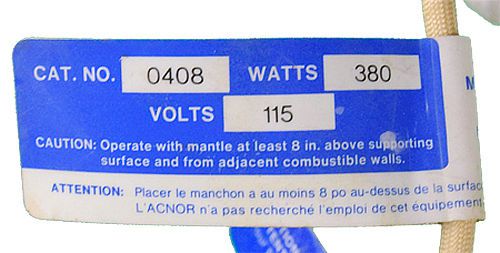 CAT. NO. 0408 WATTS 380
VOLTS 115
CAUTION: Operate with mantle at least 8 in. above supporting
surface and from adjacent combustible walls.
ATTENTION: Placer le manchon a au moins 8 po au-dessus de la surfac
L'ACNOR n'a pas recherché l'emploi de cet équipement